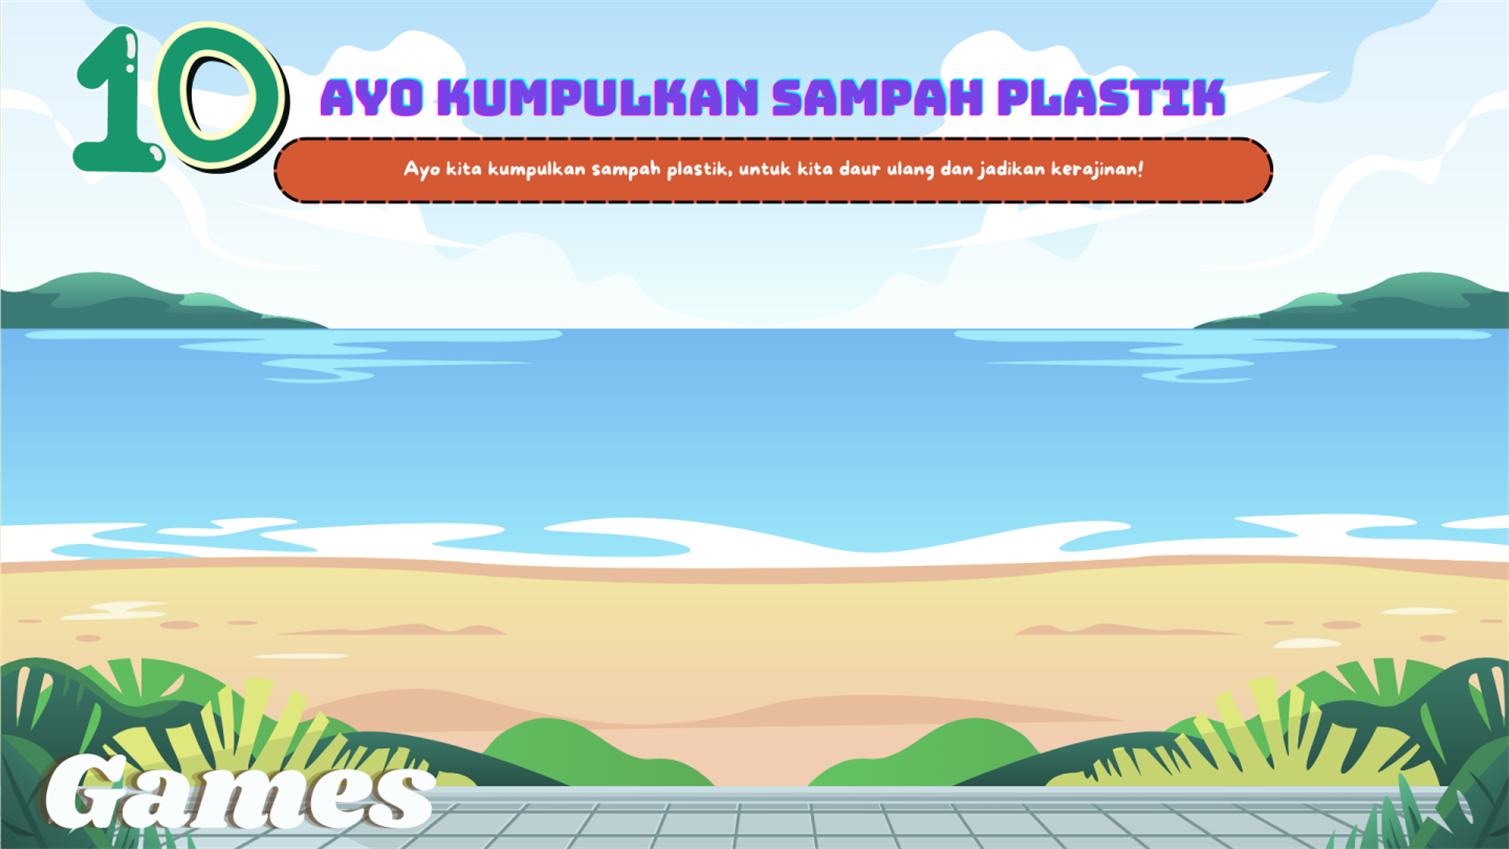 10
AYO KUMPULKAN SAMPAH PLASTIK
Ayo kita kumpulkan sampah plastik, untuk kita daur ulang dan jadikan kerajinan!
Games